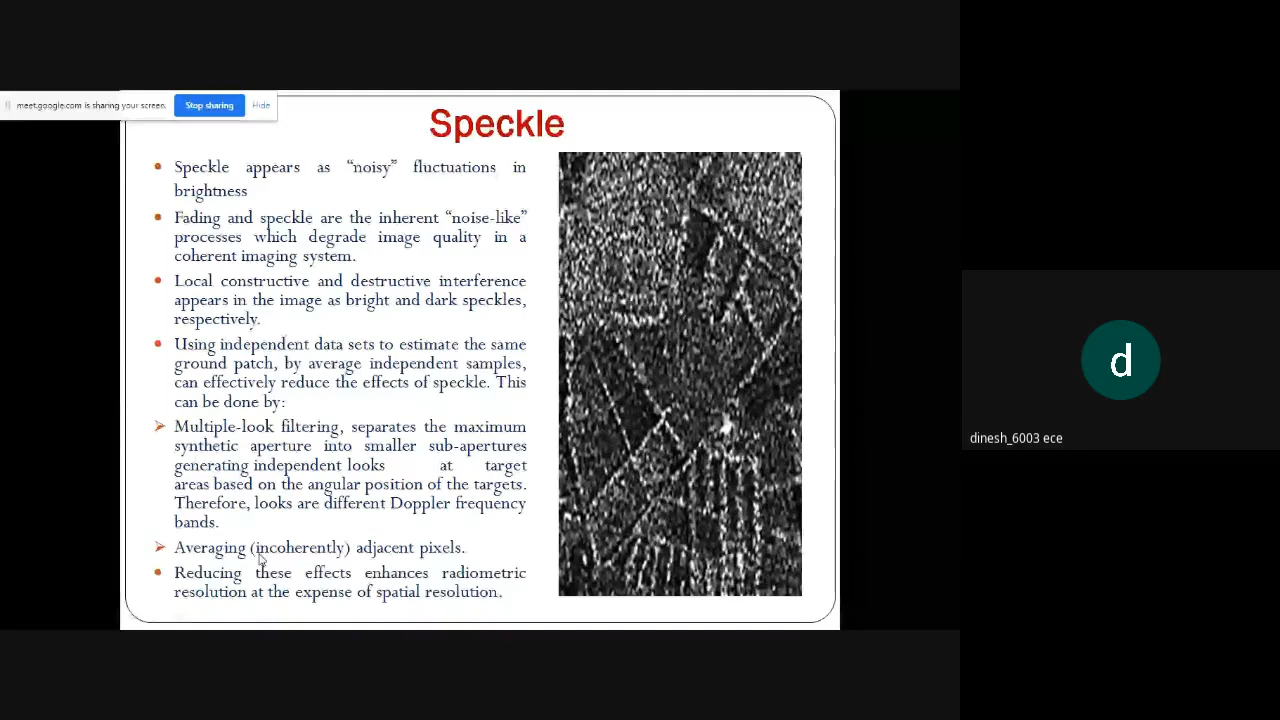 meet.google.com is sharing your screen.
Stop sharing
Hide
Speckle
Speckle appears as “noisy” fluctuations in
brightness
Fading and speckle are the inherent “noise-like”
processes which degrade image quality in a
coherent imaging system.
Local constructive and destructive interference
appears in the image as bright and dark speckles,
respectively.
Using independent data sets to estimate the same
ground patch, by average independent samples,
can effectively reduce the effects of speckle. This
can be done by:
Multiple-look filtering, separates the maximum
synthetic aperture into smaller sub-apertures
generating independent looks at target
areas based on the angular position of the targets.
Therefore, looks are different Doppler frequency
bands.
Averaging (incoherently) adjacent pixels.
Reducing these effects enhances radiometric
resolution at the expense of spatial resolution.
d
dinesh_6003 ece